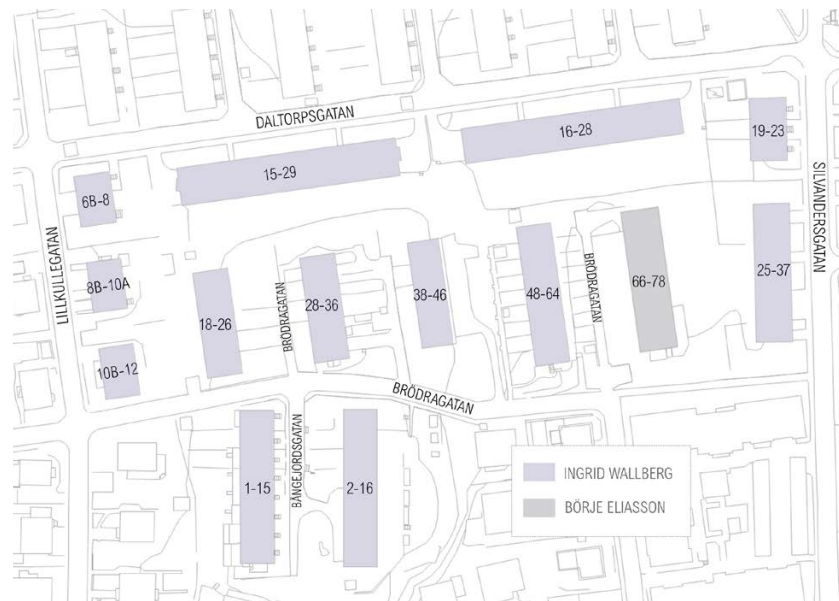 DALTORPSGATAN
16-28
19-23
15-29
6B-8
SILVANDERSGATAN
LILLKULLEGATAN
8B-10A
18-26
BRÖDRAGATAN
28-36
38-46
48-64
BRÖDRAGATAN
66-78
25-37
10B-12
BRÖDRAGATAN
1-15
BÅNGEJORDSGATAN
2-16
INGRID WALLBERG
BÖRJE ELIASSON